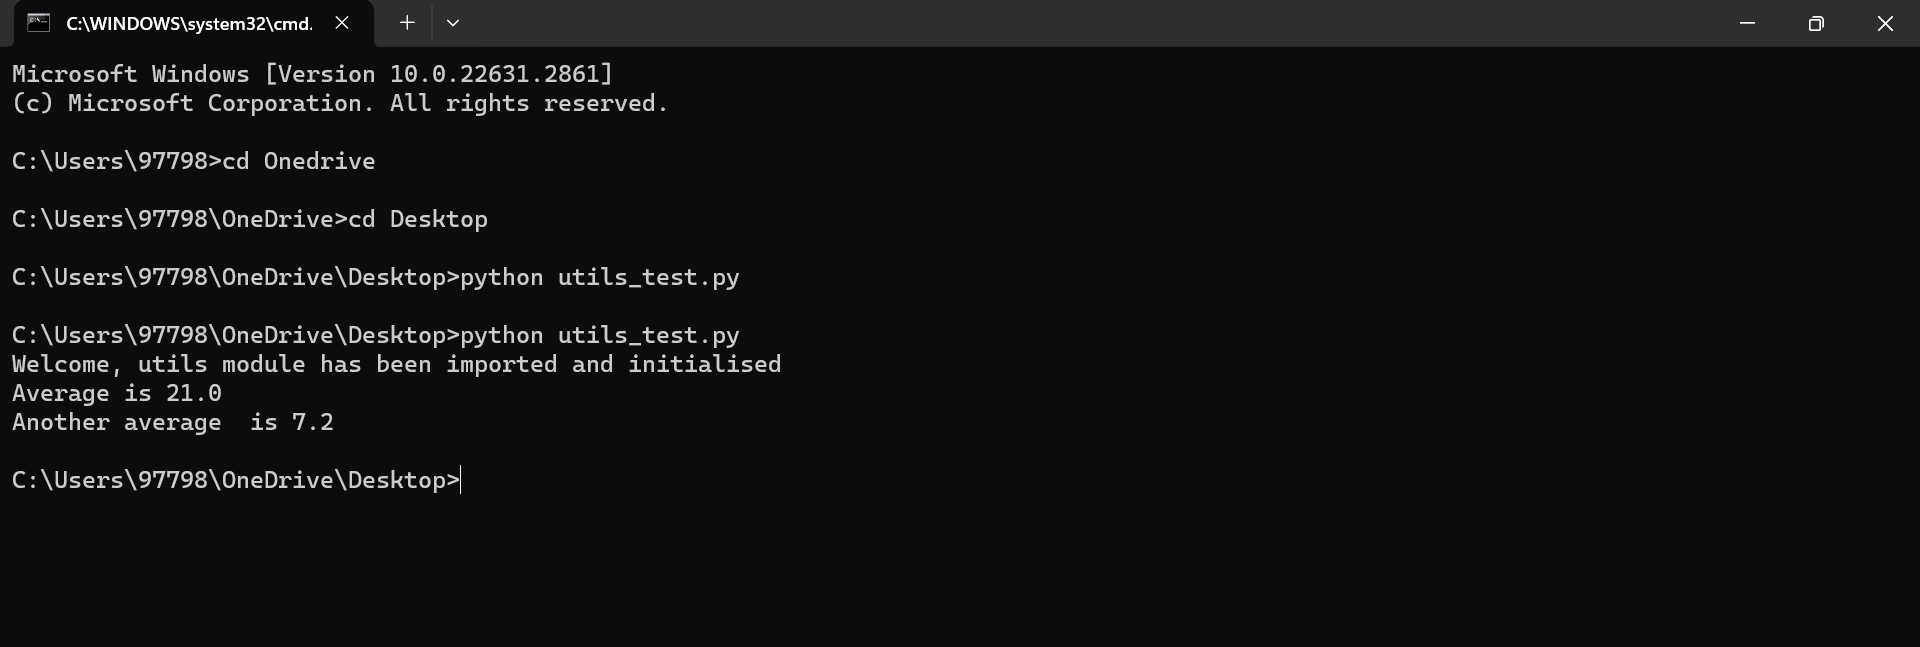 C:\WINDOWS\system32\cmd.
Microsoft Windows [Version 10.0.22631.2861]
(c) Microsoft Corporation. All rights reserved.
C:\Users\97798>cd Onedrive
C:\Users\97798\OneDrive>cd Desktop
C:\Users\97798\OneDrive\Desktop>python utils_test.py
C:\Users\97798\OneDrive\Desktop>python utils_test.py
Welcome, utils module has been imported and initialised
Average is 21.0
Another average  is 7.2
C:\Users\97798\OneDrive\Desktop>